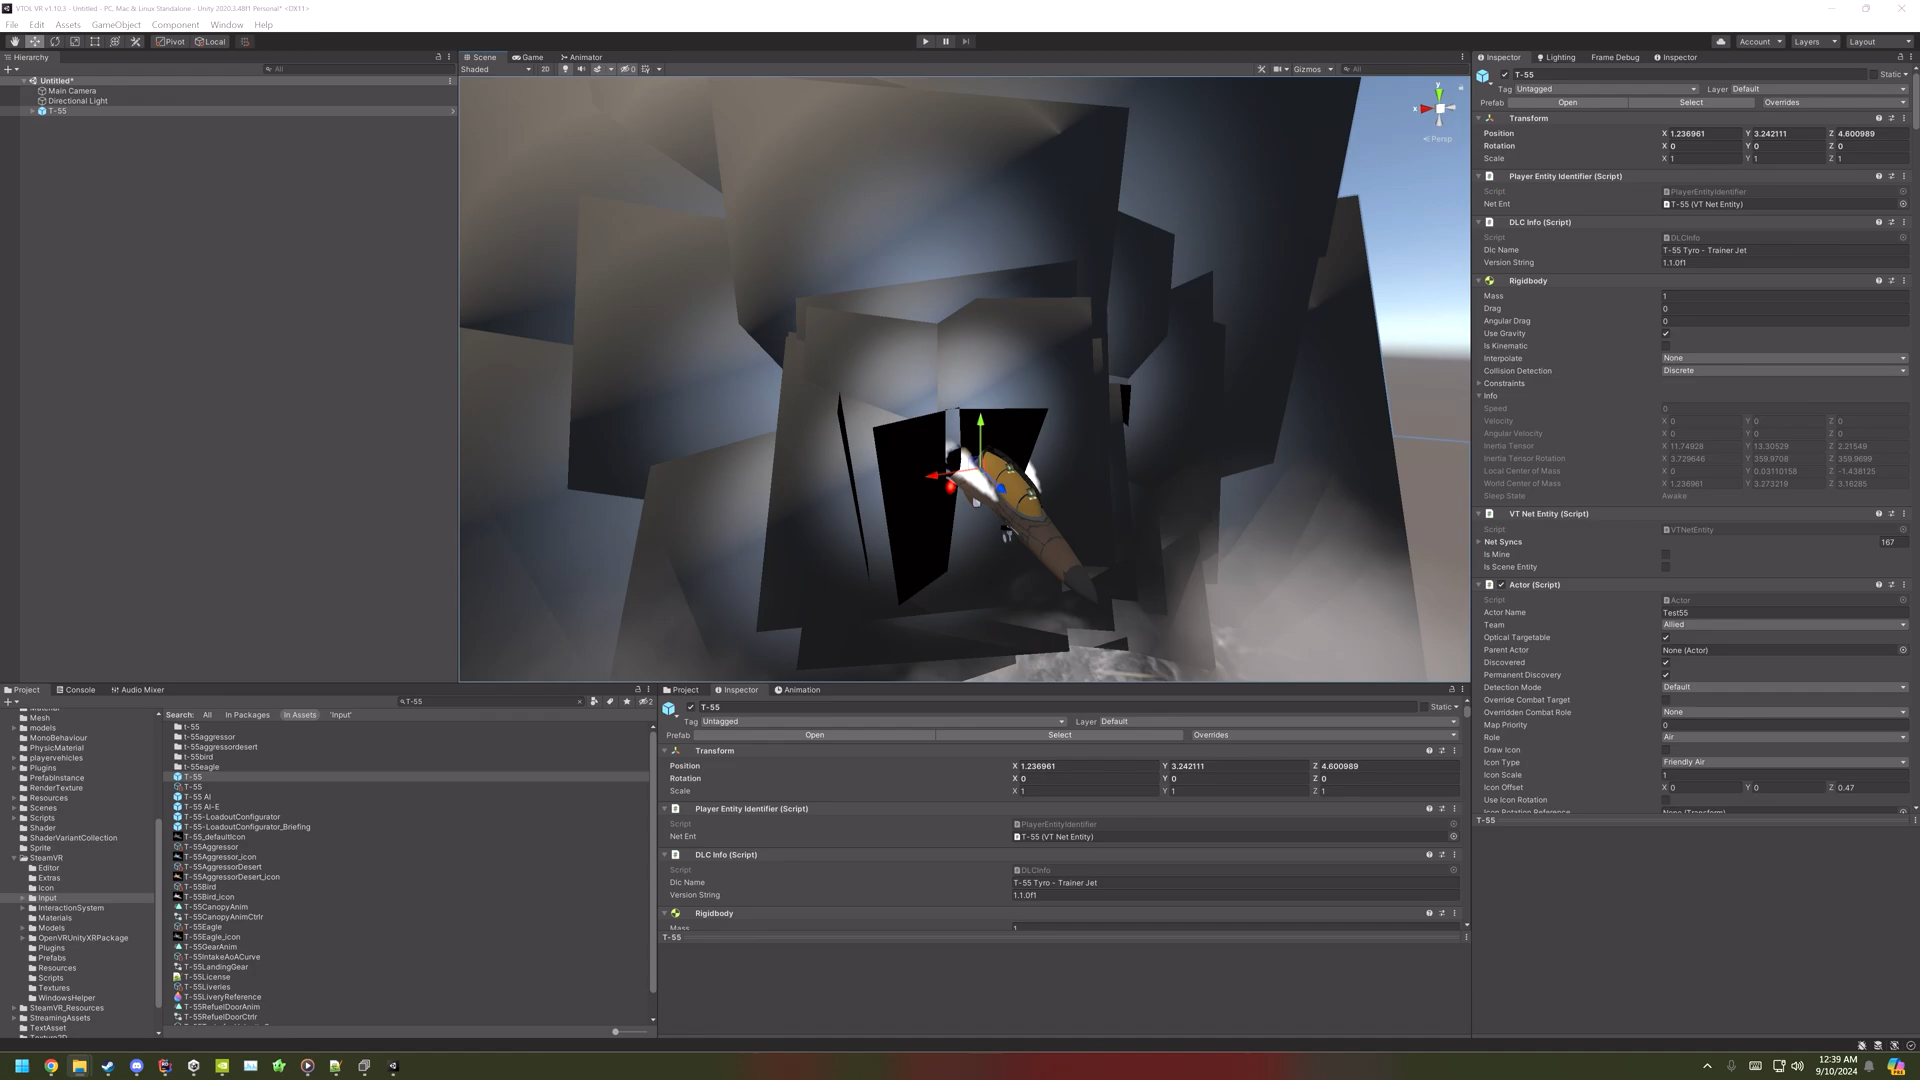 VTOL VR v1.10.3 - Untitled - PC, Mac & Linux Standalone - Unity 2020.3.48f1 Personal* <DX11>
File Edit Assets GameObject Component Window Help
Pivot Local Account Layers Layout
Hierarchy
All
Untitled*
Main Camera
Directional Light
T-55
Scene Game Animator
Shaded 2D 0 Gizmos All
y
x
Persp
Inspector Lighting Frame Debug Inspector
T-55 Static
Tag Untagged Layer Default
Prefab Open Select Overrides
Transform
Position X 1.236961 Y 3.242111 Z 4.600989
Rotation X 0 Y 0 Z 0
Scale X 1 Y 1 Z 1
Player Entity Identifier (Script)
Script PlayerEntityIdentifier
Net Ent T-55 (VT Net Entity)
DLC Info (Script)
Script DLCInfo
Dlc Name T-55 Tyro - Trainer Jet
Version String 1.1.0f1
Rigidbody
Mass 1
Drag 0
Angular Drag 0
Use Gravity
Is Kinematic
Interpolate None
Collision Detection Discrete
Constraints
Info
Speed 0
Velocity X 0 Y 0 Z 0
Angular Velocity X 0 Y 0 Z 0
Inertia Tensor X 11.74928 Y 13.30529 Z 2.21549
Inertia Tensor Rotation X 3.729646 Y 359.9708 Z 359.9699
Local Center of Mass X 0 Y 0.03110158 Z -1.438125
World Center of Mass X 1.236961 Y 3.273219 Z 3.16285
Sleep State Awake
VT Net Entity (Script)
Script VTNetEntity
Net Syncs 167
Is Mine
Is Scene Entity
Actor (Script)
Script Actor
Actor Name Test55
Team Allied
Optical Targetable
Parent Actor None (Actor)
Discovered
Permanent Discovery
Detection Mode Default
Override Combat Target
Overridden Combat Role None
Map Priority 0
Role Air
Draw Icon
Icon Type Friendly Air
Icon Scale 1
Icon Offset X 0 Y 0 Z 0.47
Use Icon Rotation
Icon Rotation Reference None (Transform)
T-55
Project Console Audio Mixer
T-55 2
Material
Mesh
models
MonoBehaviour
PhysicMaterial
playervehicles
Plugins
PrefabInstance
RenderTexture
Resources
Scenes
Scripts
Shader
ShaderVariantCollection
Sprite
SteamVR
Editor
Extras
Icon
Input
InteractionSystem
Materials
Models
OpenVRUnityXRPackage
Plugins
Prefabs
Resources
Scripts
Textures
WindowsHelper
SteamVR_Resources
StreamingAssets
TextAsset
Texture2D
Search: All In Packages In Assets 'Input'
t-55
t-55aggressor
t-55aggressordesert
t-55bird
t-55eagle
T-55
T-55
T-55 AI
T-55 AI-E
T-55-LoadoutConfigurator
T-55-LoadoutConfigurator_Briefing
T-55_defaultIcon
T-55Aggressor
T-55Aggressor_icon
T-55AggressorDesert
T-55AggressorDesert_icon
T-55Bird
T-55Bird_icon
T-55CanopyAnim
T-55CanopyAnimCtrlr
T-55Eagle
T-55Eagle_icon
T-55GearAnim
T-55IntakeAoACurve
T-55LandingGear
T-55License
T-55Liveries
T-55LiveryReference
T-55RefuelDoorAnim
T-55RefuelDoorCtrlr
Project Inspector Animation
T-55 Static
Tag Untagged Layer Default
Prefab Open Select Overrides
Transform
Position X 1.236961 Y 3.242111 Z 4.600989
Rotation X 0 Y 0 Z 0
Scale X 1 Y 1 Z 1
Player Entity Identifier (Script)
Script PlayerEntityIdentifier
Net Ent T-55 (VT Net Entity)
DLC Info (Script)
Script DLCInfo
Dlc Name T-55 Tyro - Trainer Jet
Version String 1.1.0f1
Rigidbody
Mass 1
T-55
12:39 AM
9/10/2024